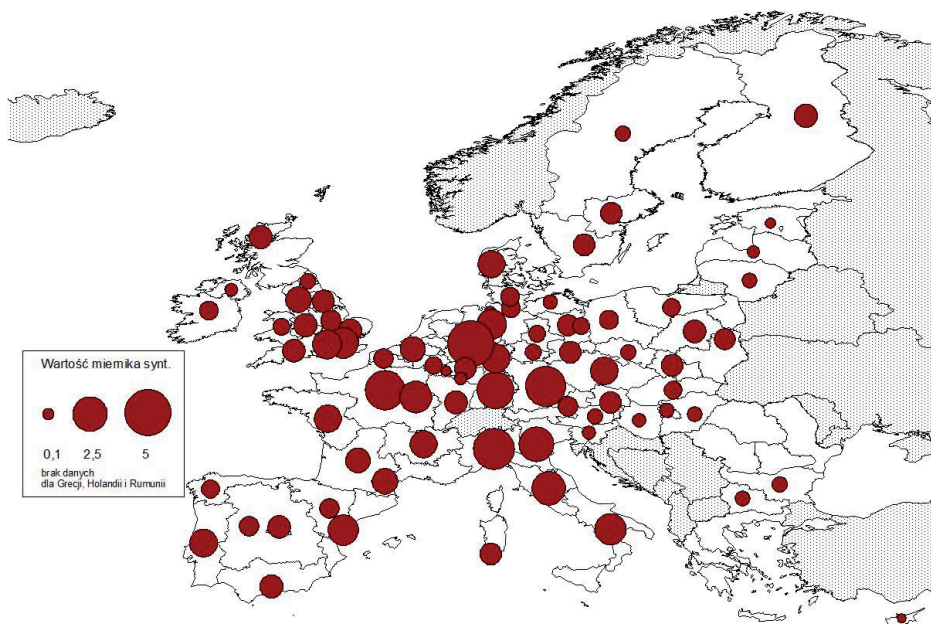 Wartość miernika synt.
0,1 2,5 5
brak danych
dla Grecji, Holandii i Rumunii